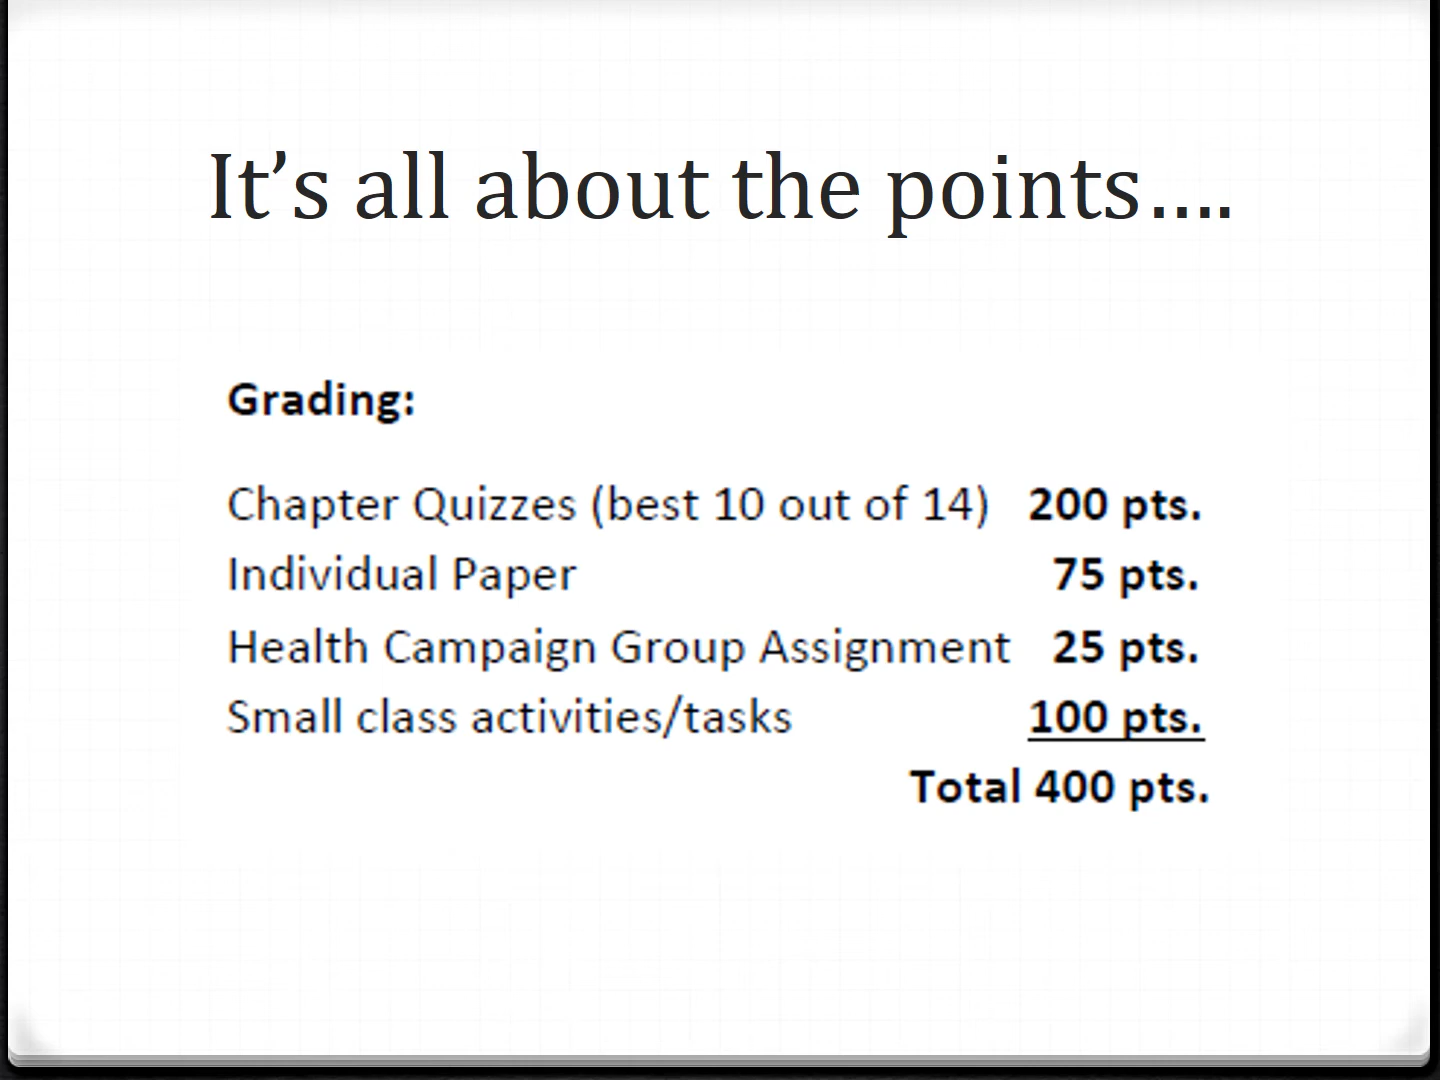 It’s all about the points….
Grading:
Chapter Quizzes (best 10 out of 14) 200 pts.
Individual Paper 75 pts.
Health Campaign Group Assignment 25 pts.
Small class activities/tasks 100 pts.
Total 400 pts.